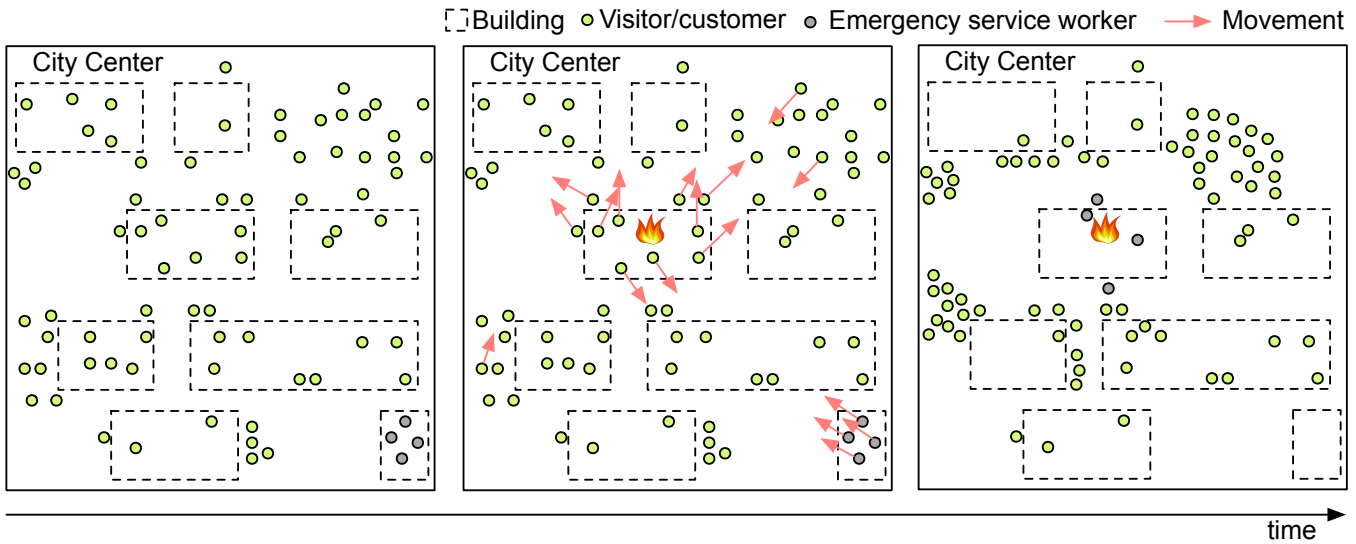 Building Visitor/customer Emergency service worker Movement
City Center
City Center
City Center
time